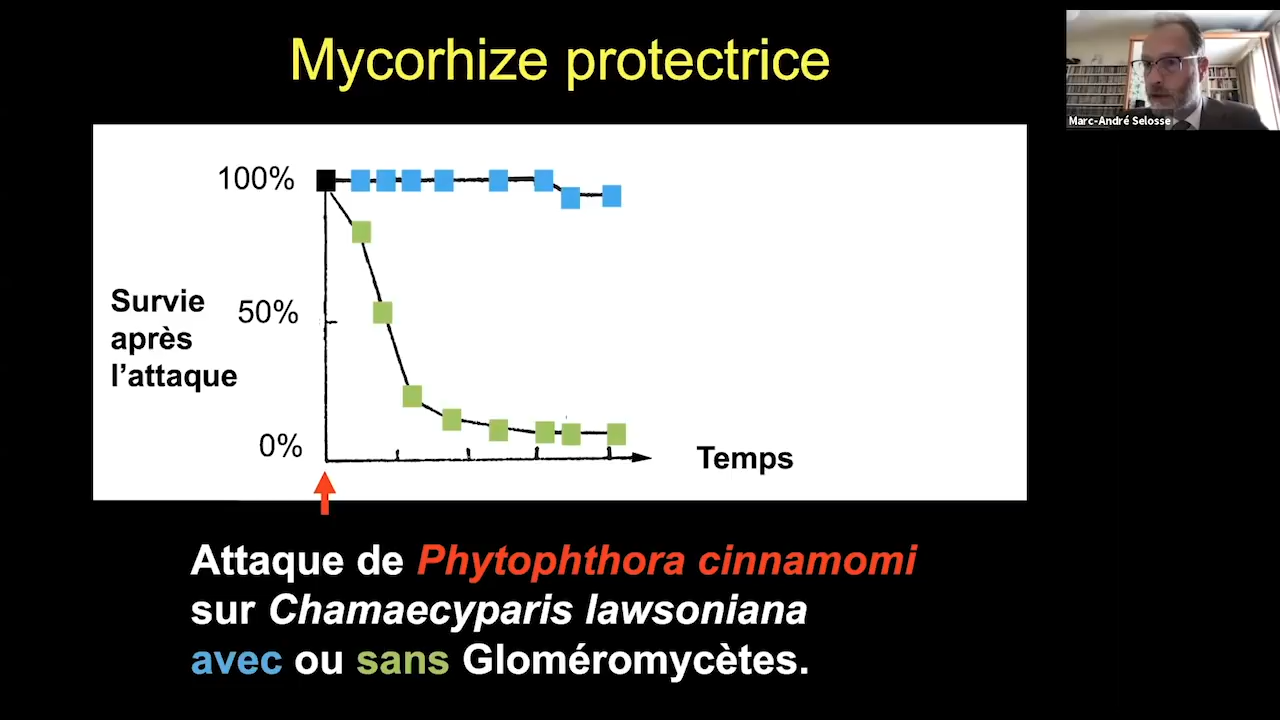 Mycorhize protectrice
Marc-André Selosse
100%
Survie
après
l'attaque
50%
0%
Temps
Attaque de Phytophthora cinnamomi
sur Chamaecyparis lawsoniana
avec ou sans Gloméromycètes.